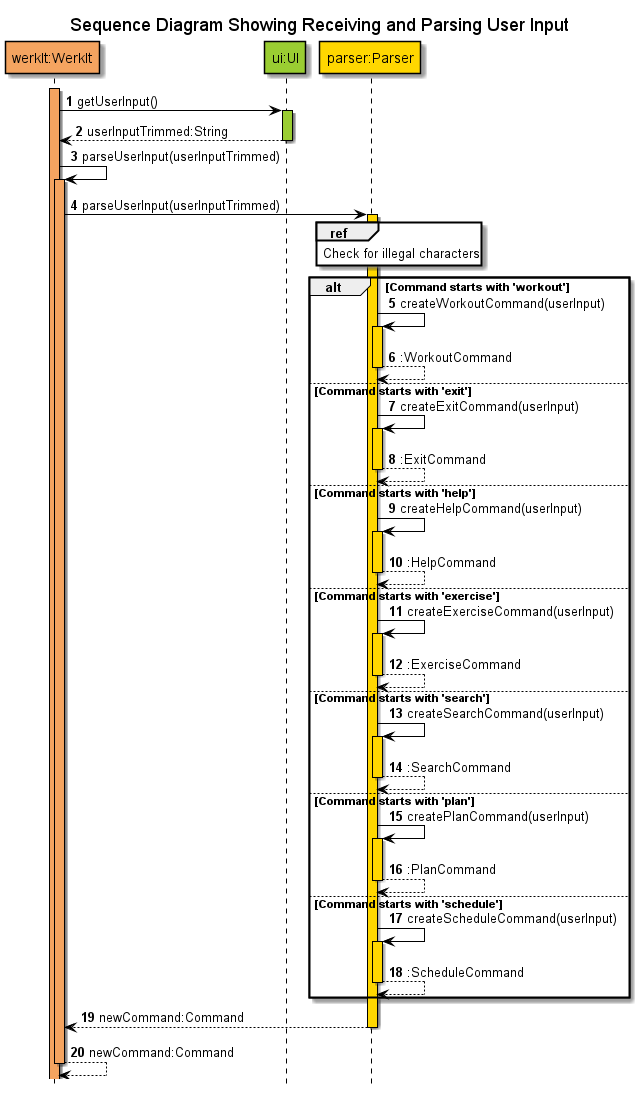 Sequence Diagram Showing Receiving and Parsing User Input
werkIt:WerkIt
ui:UI
parser:Parser
1 getUserInput()
2 userInputTrimmed:String
3 parseUserInput(userInputTrimmed)
4 parseUserInput(userInputTrimmed)
ref
Check for illegal characters
alt [Command starts with 'workout']
5 createWorkoutCommand(userInput)
6 :WorkoutCommand
[Command starts with 'exit']
7 createExitCommand(userInput)
8 :ExitCommand
[Command starts with 'help']
9 createHelpCommand(userInput)
10 :HelpCommand
[Command starts with 'exercise']
11 createExerciseCommand(userInput)
12 :ExerciseCommand
[Command starts with 'search']
13 createSearchCommand(userInput)
14 :SearchCommand
[Command starts with 'plan']
15 createPlanCommand(userInput)
16 :PlanCommand
[Command starts with 'schedule']
17 createScheduleCommand(userInput)
18 :ScheduleCommand
19 newCommand:Command
20 newCommand:Command